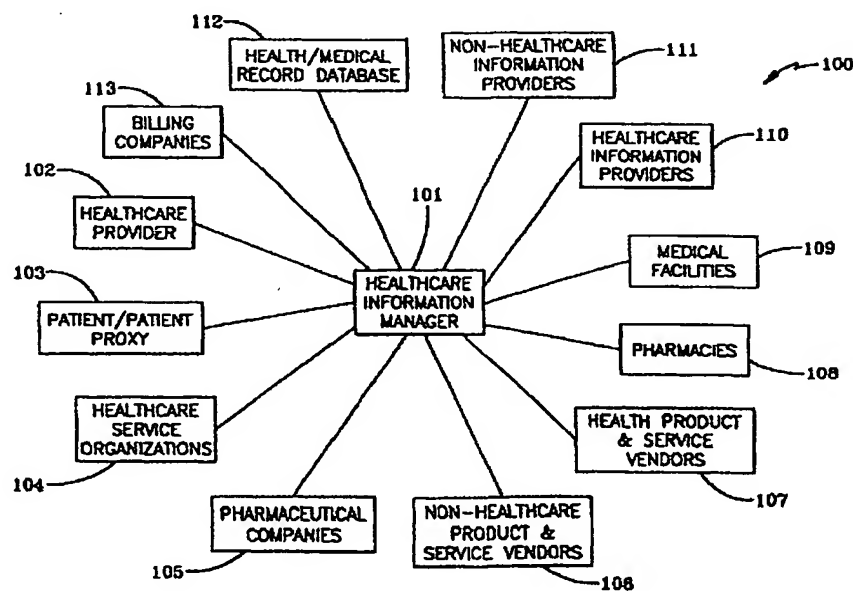 112
HEALTH/MEDICAL
RECORD DATABASE
NON-HEALTHCARE
INFORMATION
PROVIDERS
111
100
113
BILLING
COMPANIES
HEALTHCARE
INFORMATION
PROVIDERS
110
102
HEALTHCARE
PROVIDER
101
HEALTHCARE
INFORMATION
MANAGER
MEDICAL
FACILITIES
109
103
PATIENT/PATIENT
PROXY
PHARMACIES
108
HEALTHCARE
SERVICE
ORGANIZATIONS
104
HEALTH PRODUCT
& SERVICE
VENDORS
107
PHARMACEUTICAL
COMPANIES
105
NON-HEALTHCARE
PRODUCT &
SERVICE VENDORS
106